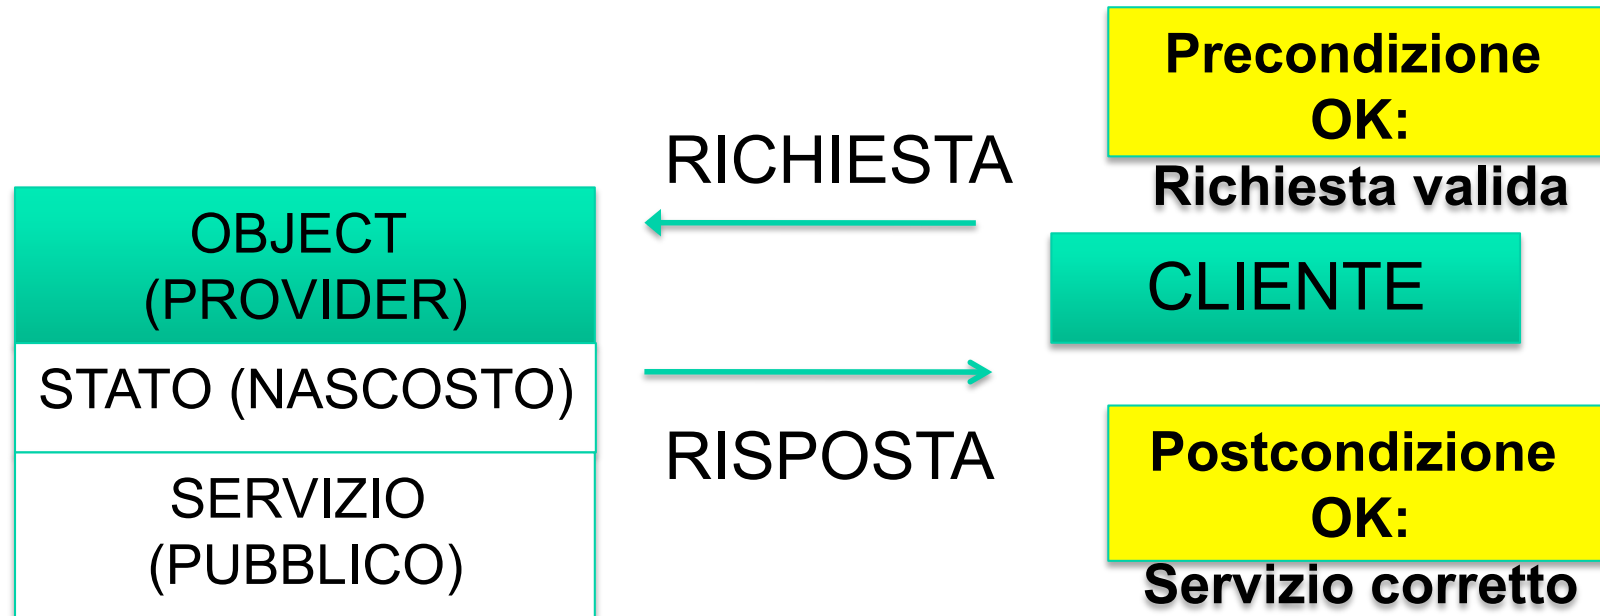 Precondizione
OK:
Richiesta valida
RICHIESTA
OBJECT
(PROVIDER)
CLIENTE
STATO (NASCOSTO)
RISPOSTA
Postcondizione
OK:
Servizio corretto
SERVIZIO
(PUBBLICO)